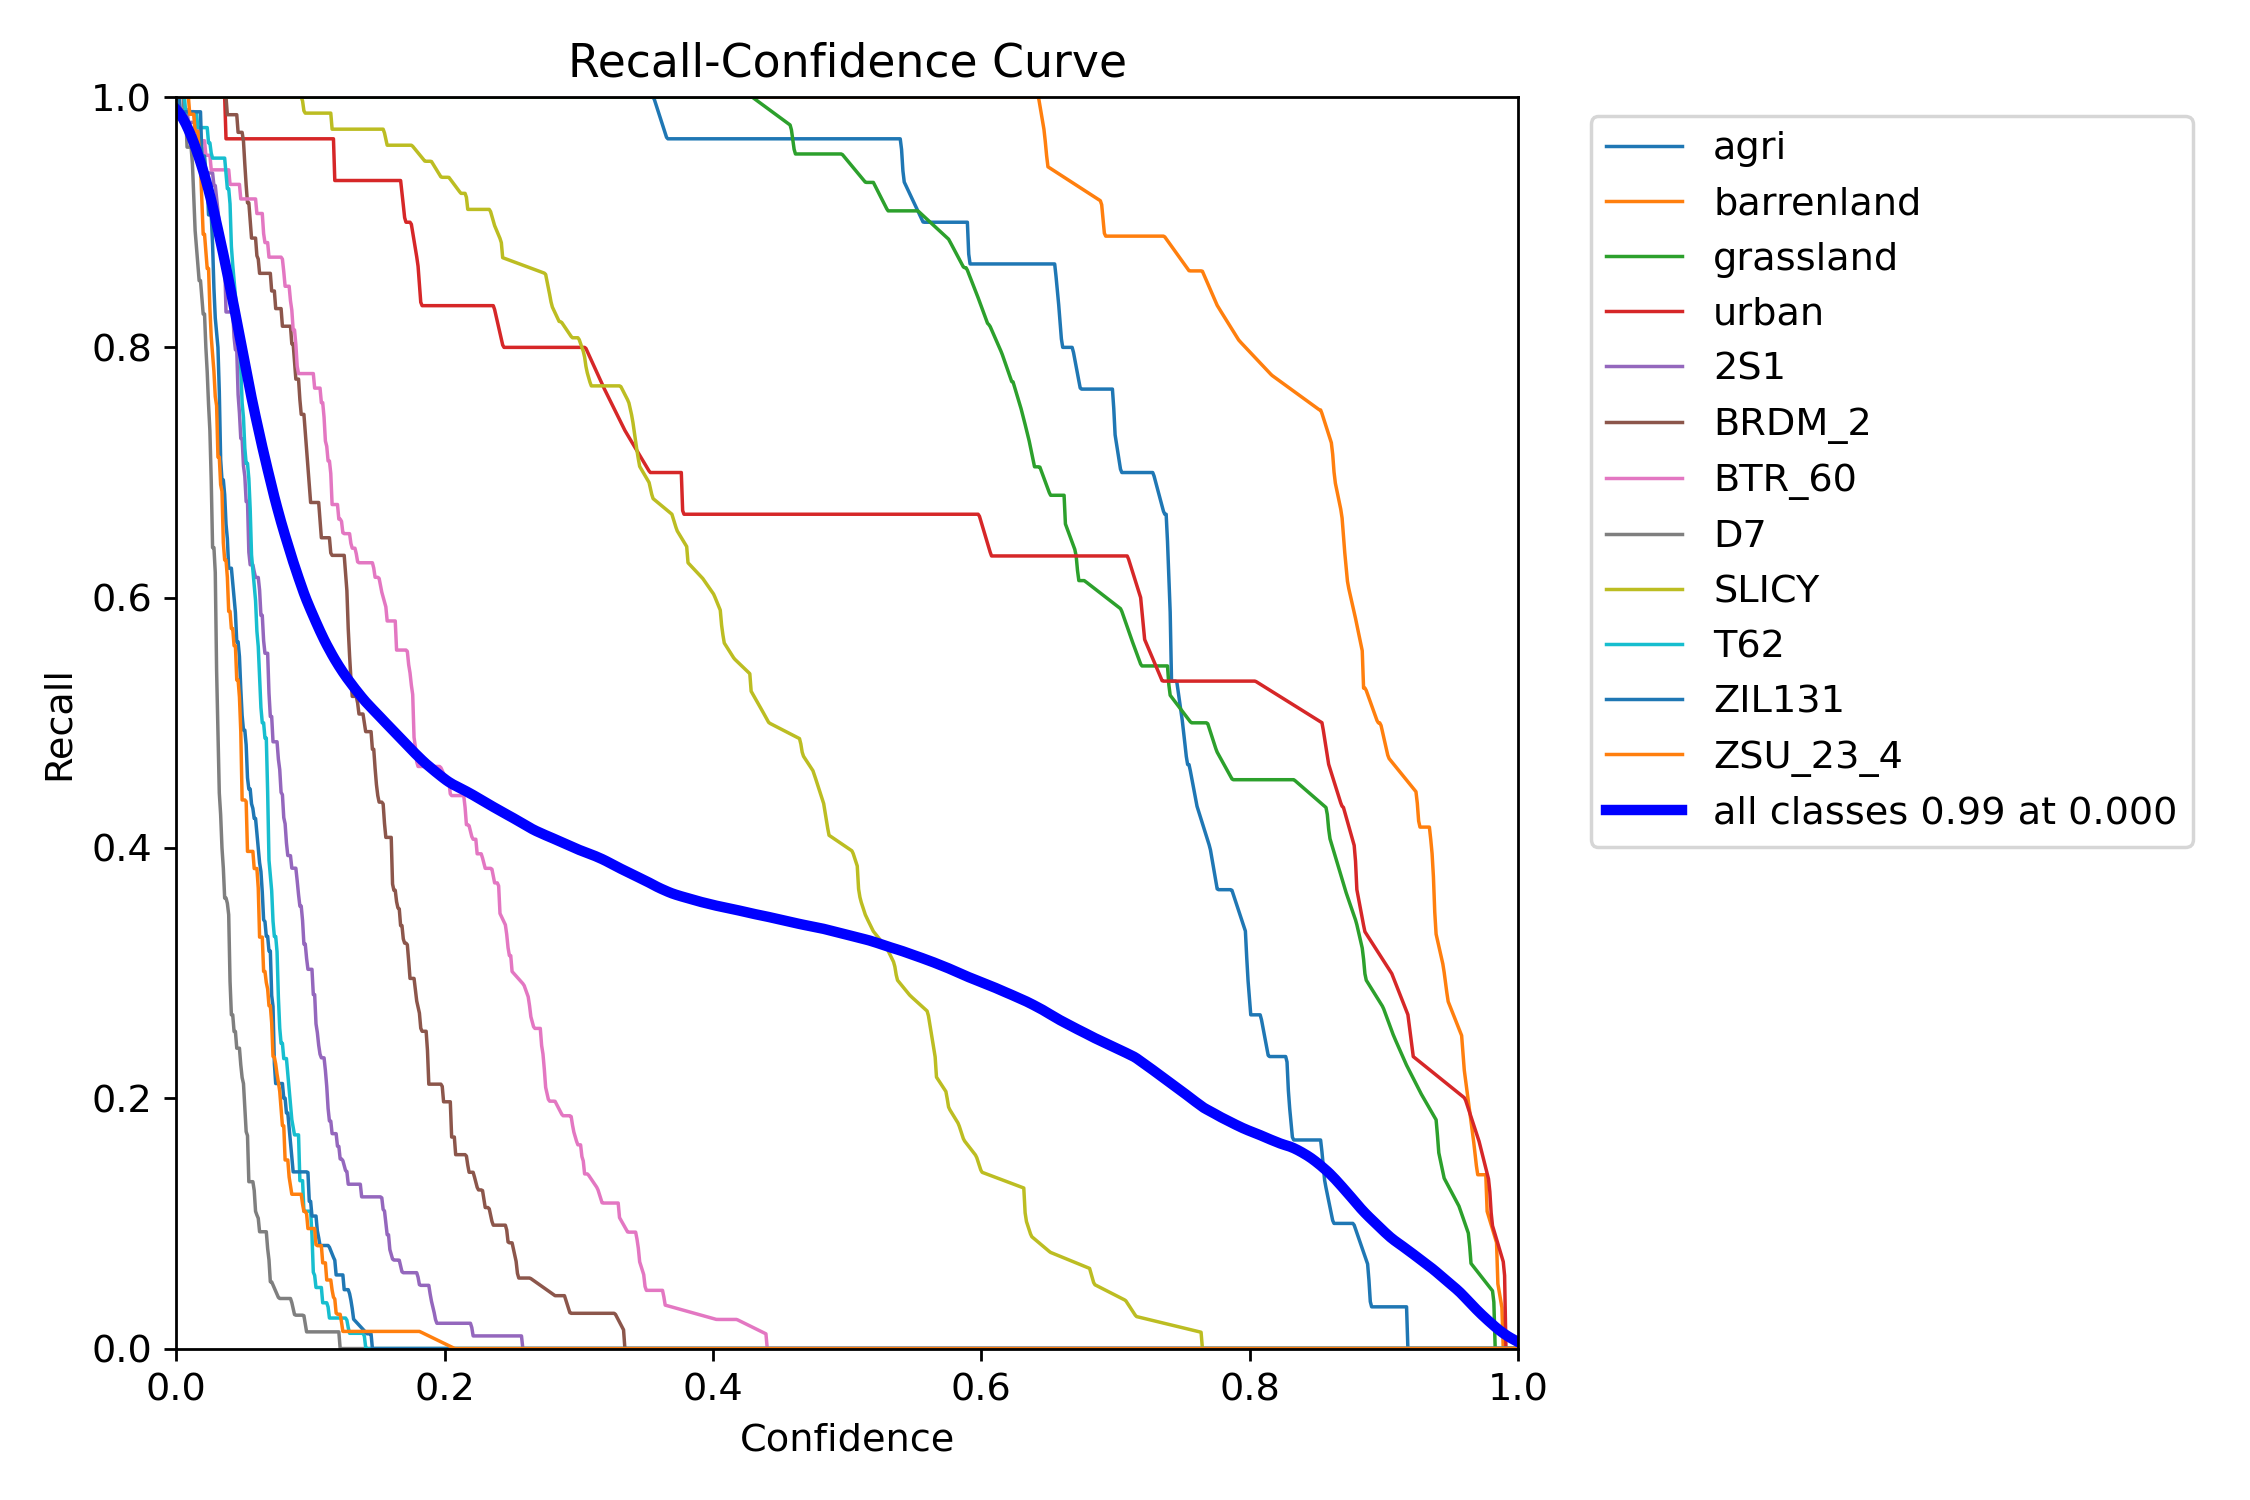 Recall-Confidence Curve
1.0
0.8
0.6
0.4
0.2
0.0
Recall
0.0 0.2 0.4 0.6 0.8 1.0
Confidence
agri
barrenland
grassland
urban
2S1
BRDM_2
BTR_60
D7
SLICY
T62
ZIL131
ZSU_23_4
all classes 0.99 at 0.000